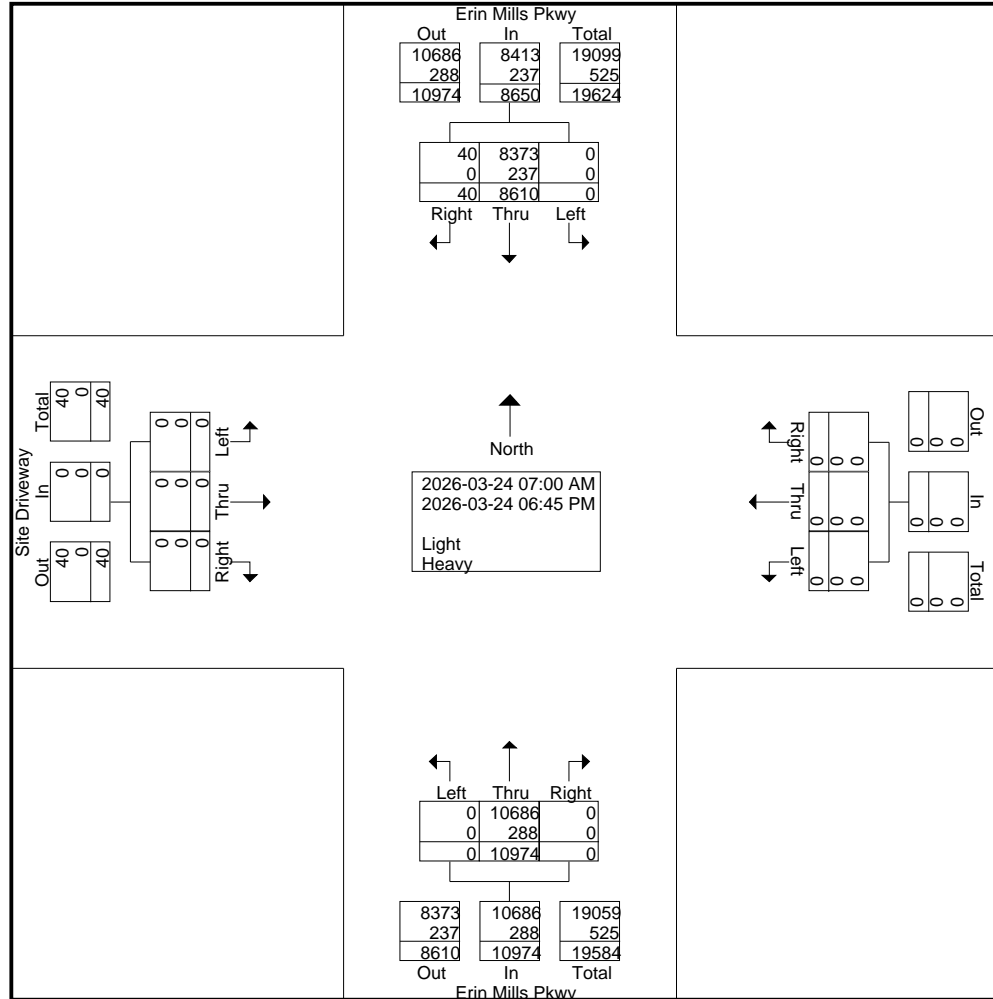 Erin Mills Pkwy
Out In Total
10686 8413 19099
288 237 525
10974 8650 19624
40 8373 0
0 237 0
40 8610 0
Right Thru Left
Site Driveway
Total
40 0 40
In
0 0 0
Out
40 0 40
Left
0 0 0
Thru
0 0 0
Right
0 0 0
North
2026-03-24 07:00 AM
2026-03-24 06:45 PM
Light
Heavy
Right
0 0 0
Thru
0 0 0
Left
0 0 0
Out
0 0 0
In
0 0 0
Total
0 0 0
Left Thru Right
0 10686 0
0 288 0
0 10974 0
8373 10686 19059
237 288 525
8610 10974 19584
Out In Total
Erin Mills Pkwy